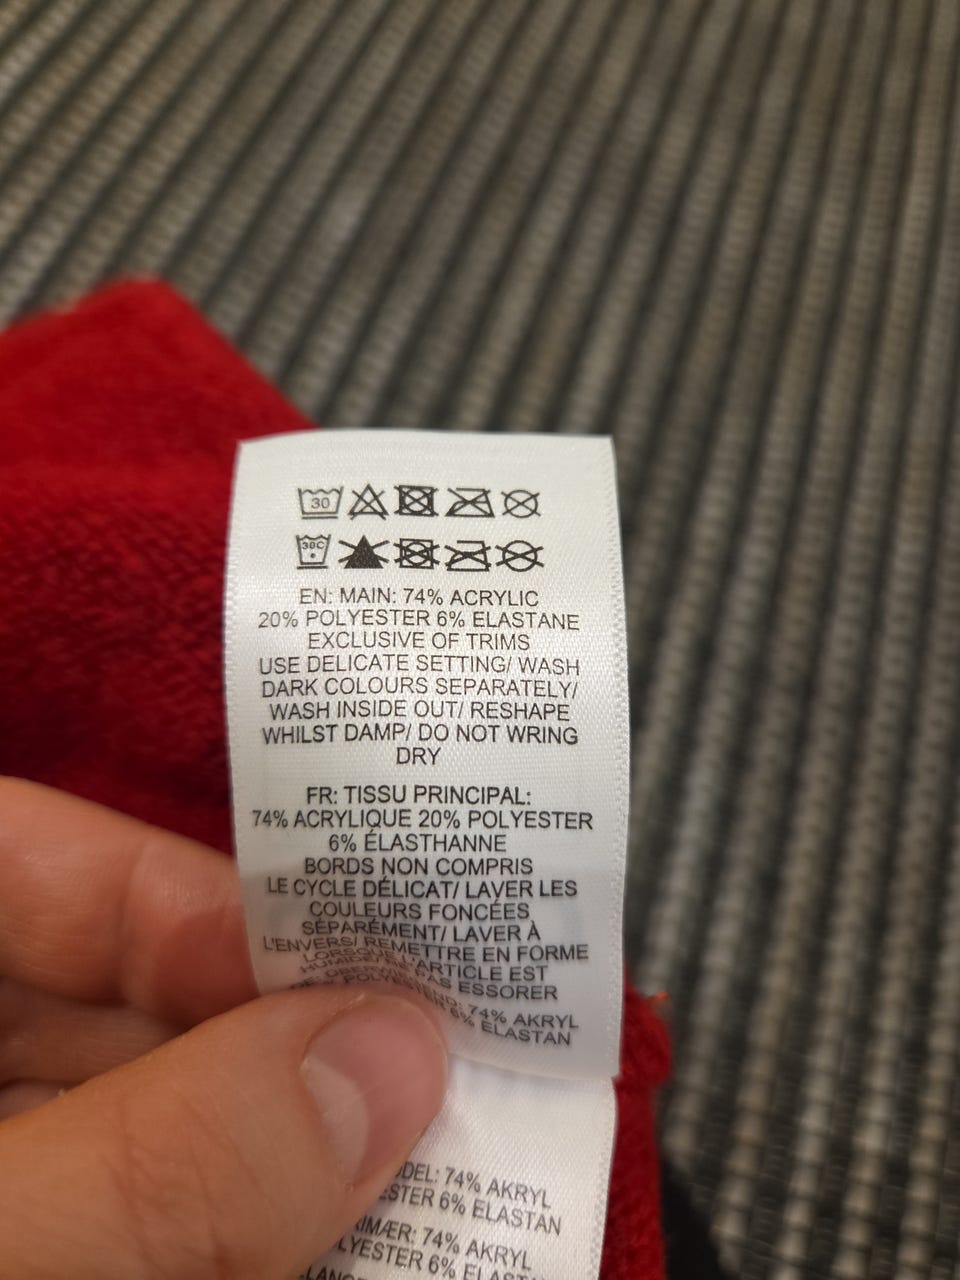 30
30C
EN: MAIN: 74% ACRYLIC
20% POLYESTER 6% ELASTANE
EXCLUSIVE OF TRIMS
USE DELICATE SETTING/ WASH
DARK COLOURS SEPARATELY/
WASH INSIDE OUT/ RESHAPE
WHILST DAMP/ DO NOT WRING
DRY
FR: TISSU PRINCIPAL:
74% ACRYLIQUE 20% POLYESTER
6% ÉLASTHANNE
BORDS NON COMPRIS
LE CYCLE DÉLICAT/ LAVER LES
COULEURS FONCÉES
SÉPARÉMENT/ LAVER À
L'ENVERS/ REMETTRE EN FORME
LORSQUE L'ARTICLE EST
HUMIDE/ PAS ESSORER
74% AKRYL
6% ELASTAN
74% AKRYL
6% ELASTAN
74% AKRYL
6% ELASTAN